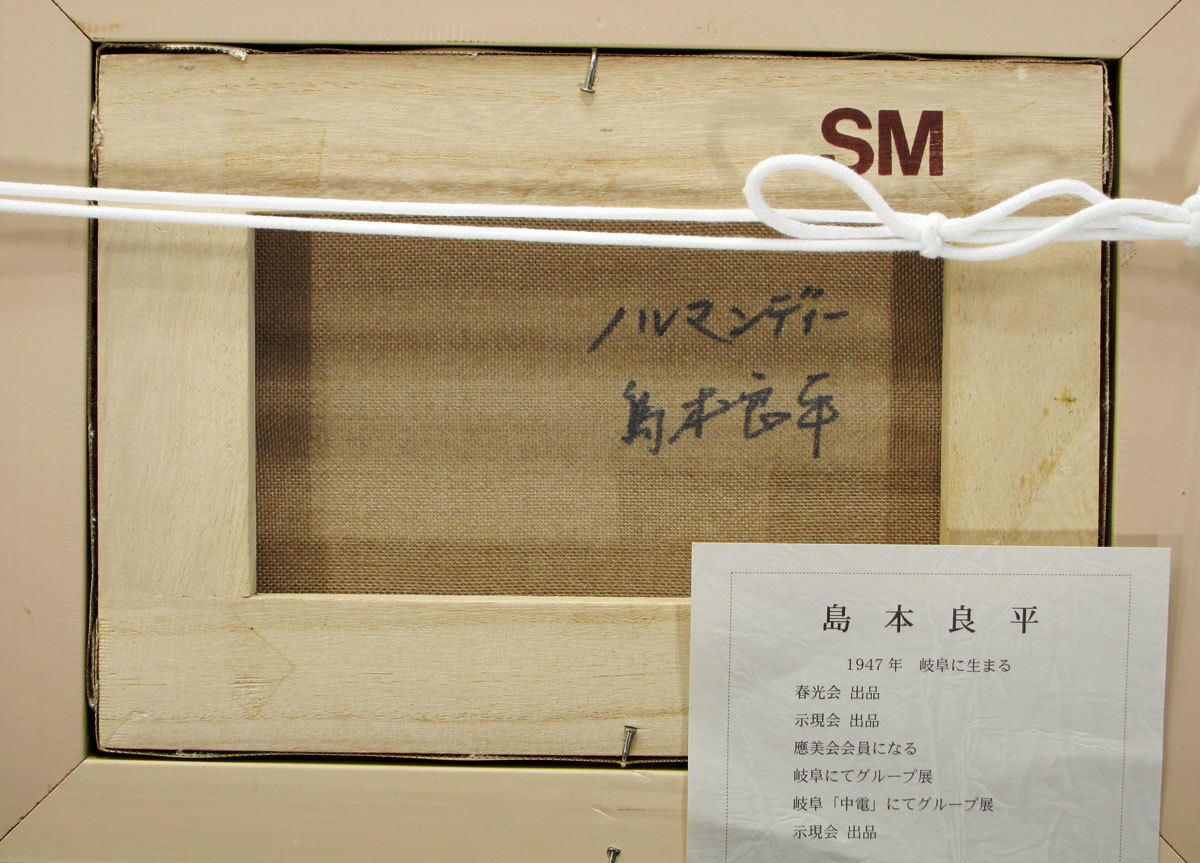 SM
ノルマンディー
島本良平
島本良平
1947年 岐阜に生まる
春光会 出品
示現会 出品
應美会会員になる
岐阜にてグループ展
岐阜「中電」にてグループ展
示現会 出品